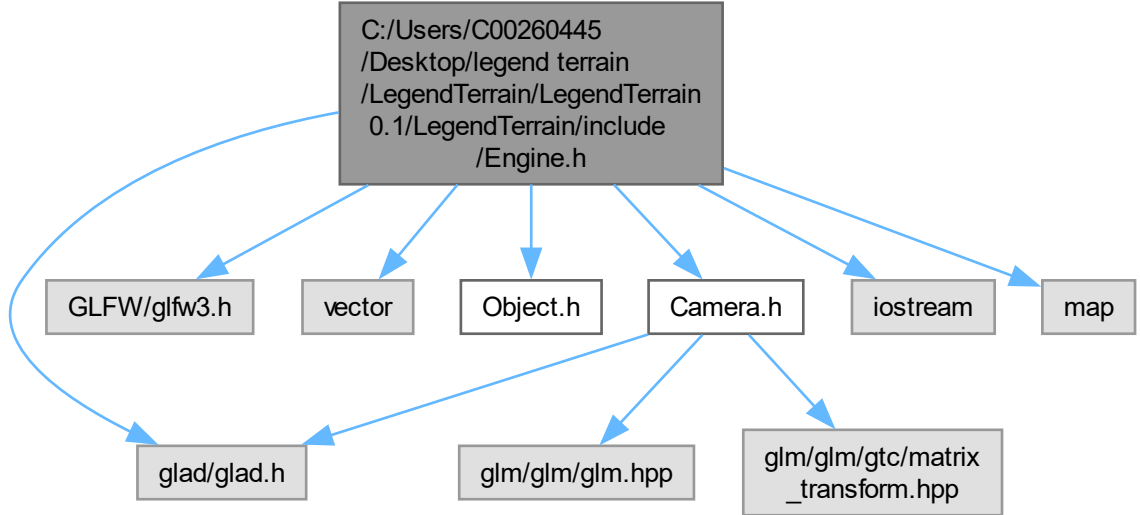 C:/Users/C00260445
/Desktop/legend terrain
/LegendTerrain/LegendTerrain
0.1/LegendTerrain/include
/Engine.h
GLFW/glfw3.h
vector
Object.h
Camera.h
iostream
map
glad/glad.h
glm/glm/glm.hpp
glm/glm/gtc/matrix
_transform.hpp